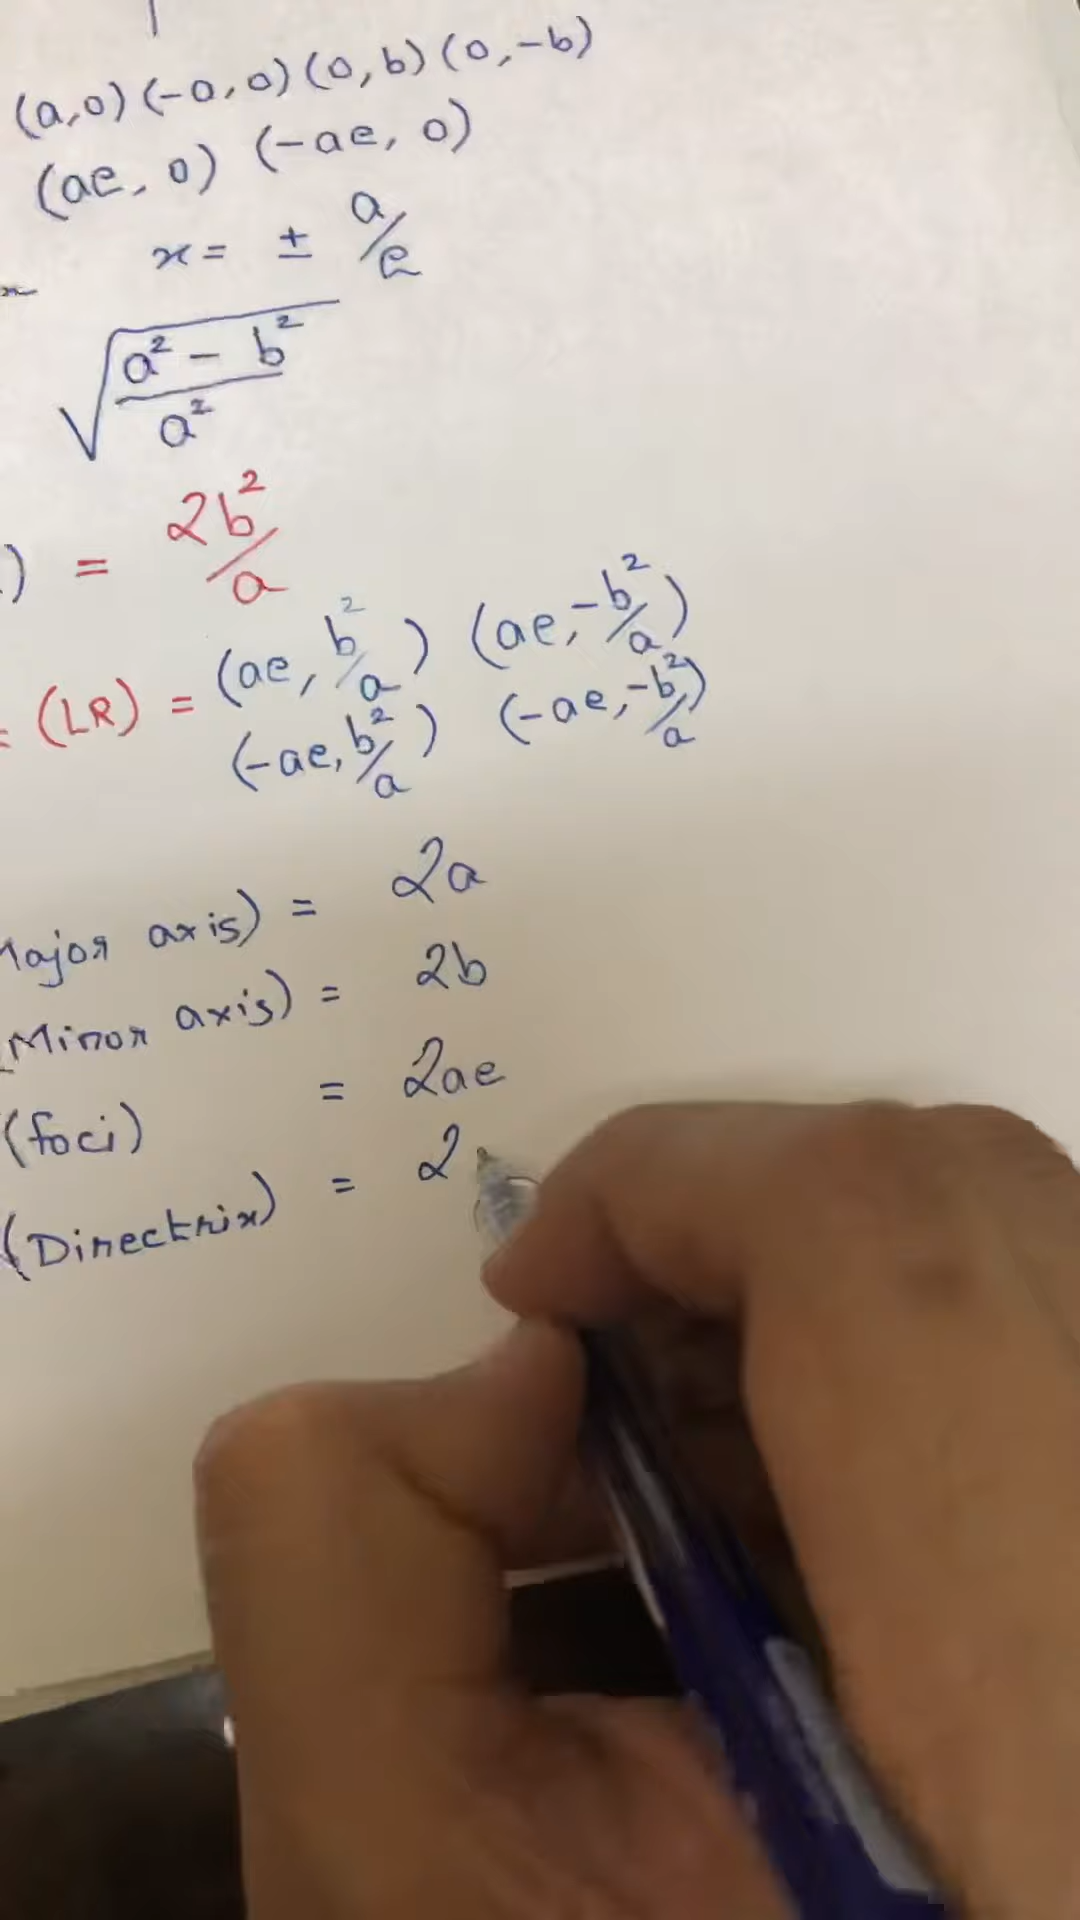 (a,0) (-a,0) (0,b) (0,-b)
(ae, 0) (-ae, 0)
x = ± a/e
√((a² - b²)/a²)
) = 2b²/a
= (LR) = (ae, b²/a) (ae, -b²/a)
(-ae, b²/a) (-ae, -b²/a)
Major axis) = 2a
(Minor axis) = 2b
(foci) = 2ae
(Directrix) = 2